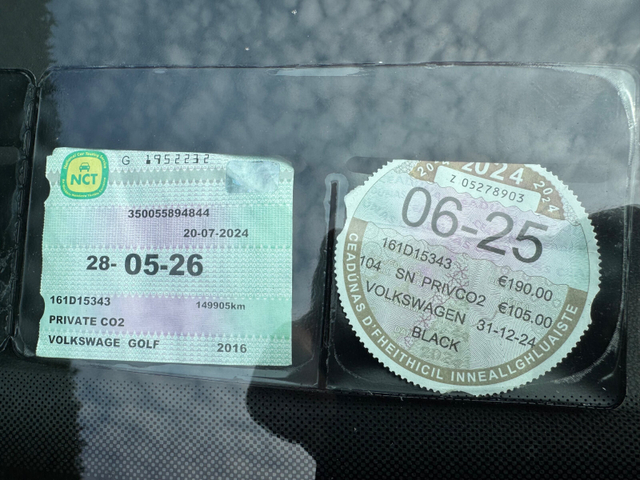 NCT
G 1952232
350055894844
20-07-2024
28- 05-26
161D15343
149905km
PRIVATE CO2
VOLKSWAGE GOLF 2016
2024 2024
Z 05278903
06-25
161D15343
104 SN PRIVCO2 €190.00
VOLKSWAGEN €105.00
31-12-24
BLACK
CEADÚNAS D'FHEITHICIL INNEALLGHLUAISTE